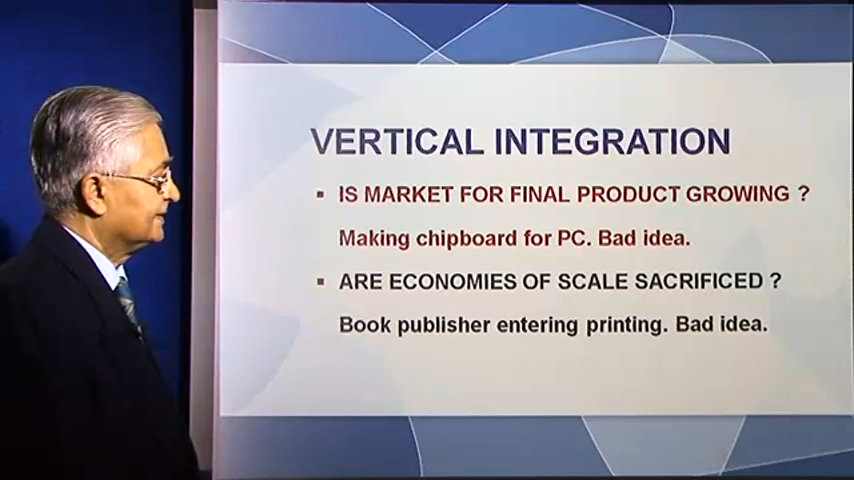 VERTICAL INTEGRATION
▪ IS MARKET FOR FINAL PRODUCT GROWING ?
Making chipboard for PC. Bad idea.
▪ ARE ECONOMIES OF SCALE SACRIFICED ?
Book publisher entering printing. Bad idea.